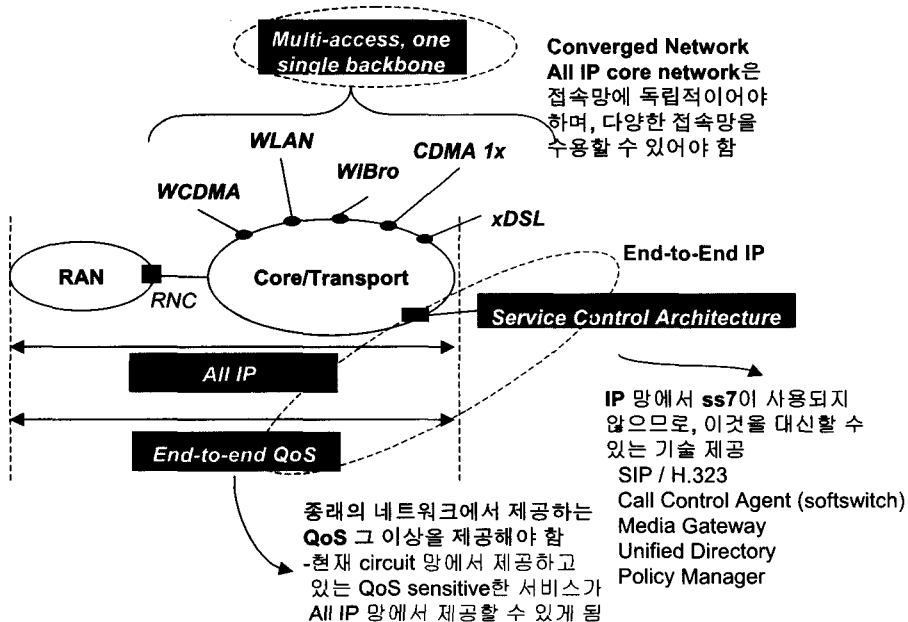 Multi-access, one
single backbone
Converged Network
All IP core network은
접속망에 독립적이어야
하며, 다양한 접속망을
수용할 수 있어야 함
WLAN
CDMA 1x
WiBro
WCDMA
xDSL
End-to-End IP
RAN
RNC
Core/Transport
Service Control Architecture
All IP
End-to-end QoS
IP 망에서 ss7이 사용되지
않으므로, 이것을 대신할 수
있는 기술 제공
SIP / H.323
Call Control Agent (softswitch)
Media Gateway
Unified Directory
Policy Manager
종래의 네트워크에서 제공하는
QoS 그 이상을 제공해야 함
-현재 circuit 망에서 제공하고
있는 QoS sensitive한 서비스가
All IP 망에서 제공할 수 있게 됨